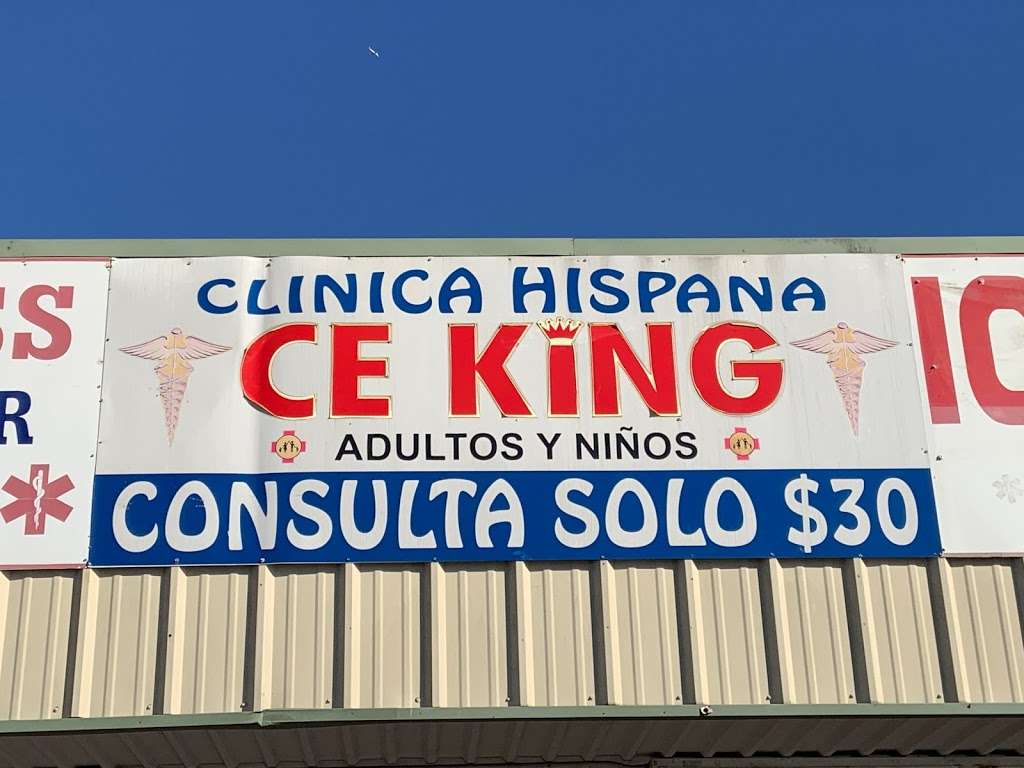 CLINICA HISPANA
CE KING
ADULTOS Y NIÑOS
CONSULTA SOLO $30